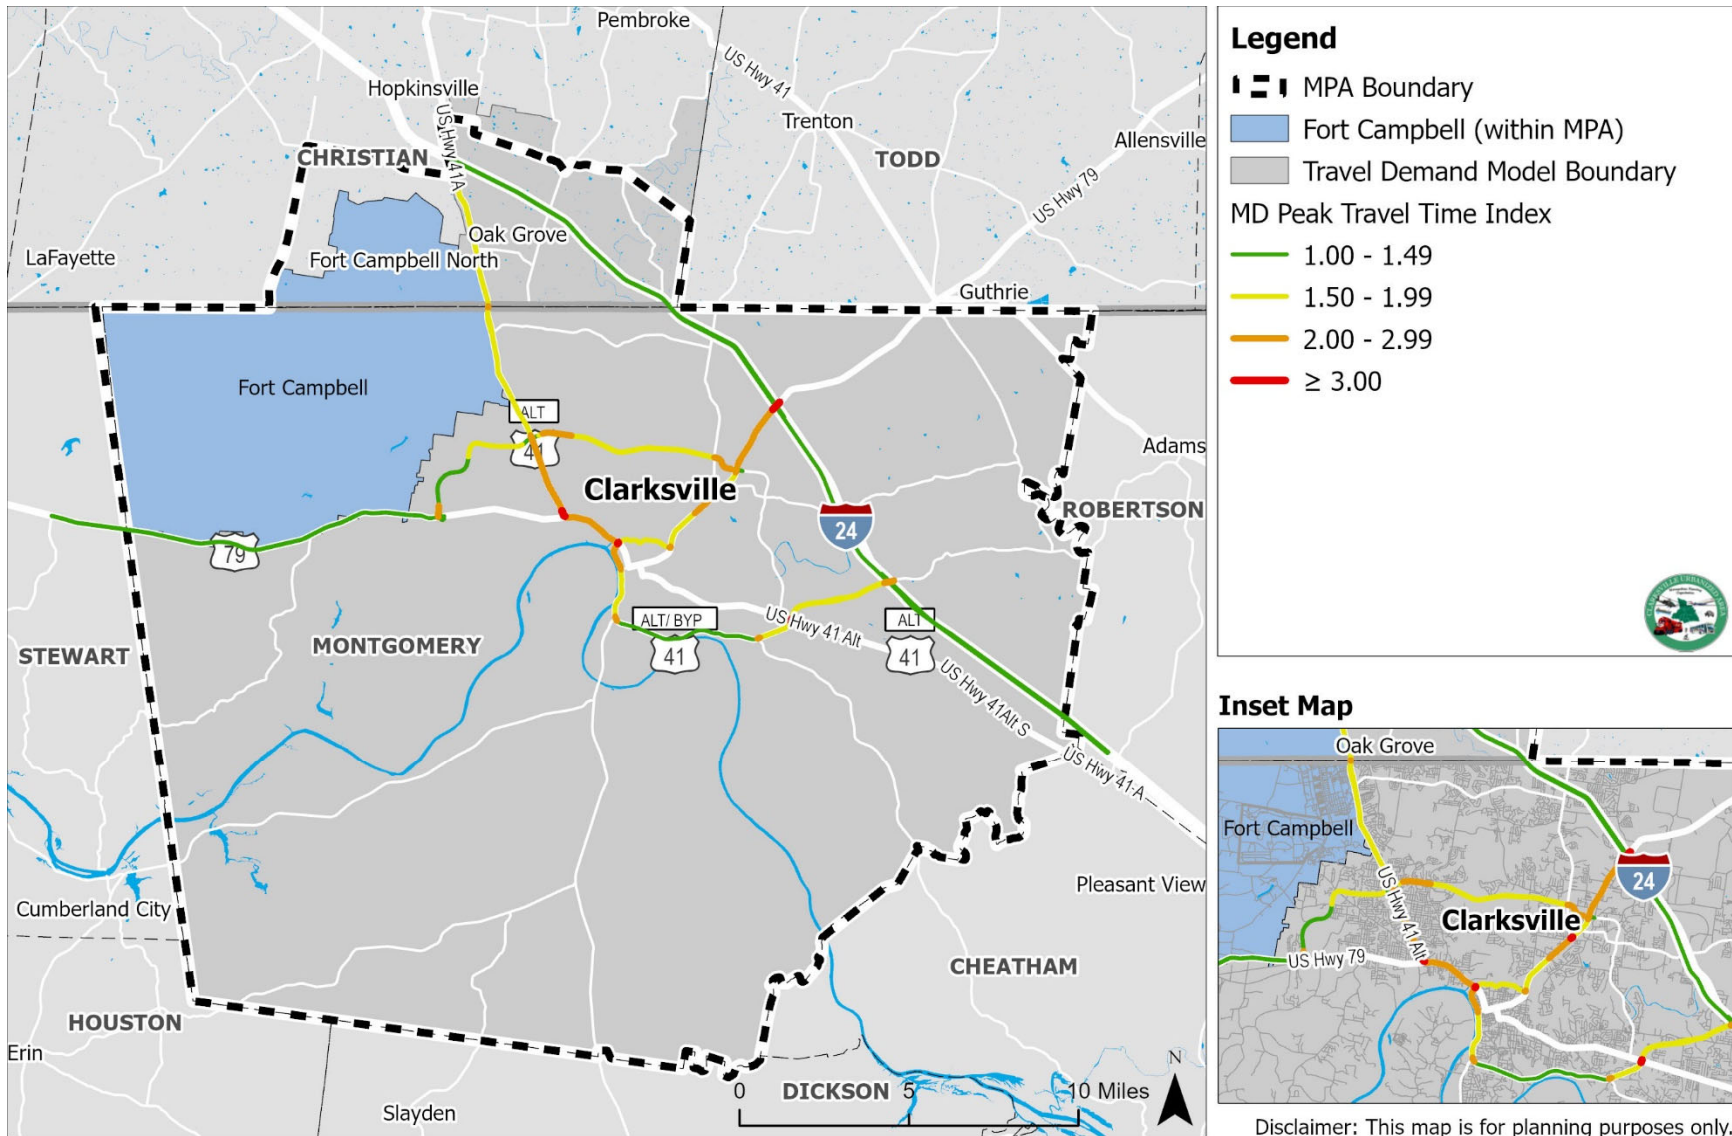 Pembroke
US Hwy 41
Hopkinsville
US Hwy 41A
Trenton
Allensville
CHRISTIAN
TODD
US Hwy 79
Oak Grove
LaFayette
Fort Campbell North
Guthrie
Fort Campbell
ALT
41
Adams
Clarksville
ROBERTSON
24
79
ALT/ BYP
41
US Hwy 41 Alt
ALT
41
MONTGOMERY
STEWART
US Hwy 41Alt S
US Hwy 41 A
Pleasant View
Cumberland City
CHEATHAM
HOUSTON
Erin
DICKSON
Slayden
0 5 10 Miles
N
Legend
MPA Boundary
Fort Campbell (within MPA)
Travel Demand Model Boundary
MD Peak Travel Time Index
1.00 - 1.49
1.50 - 1.99
2.00 - 2.99
≥ 3.00
Inset Map
Oak Grove
Fort Campbell
US Hwy 41 Alt
24
Clarksville
US Hwy 79
Disclaimer: This map is for planning purposes only.